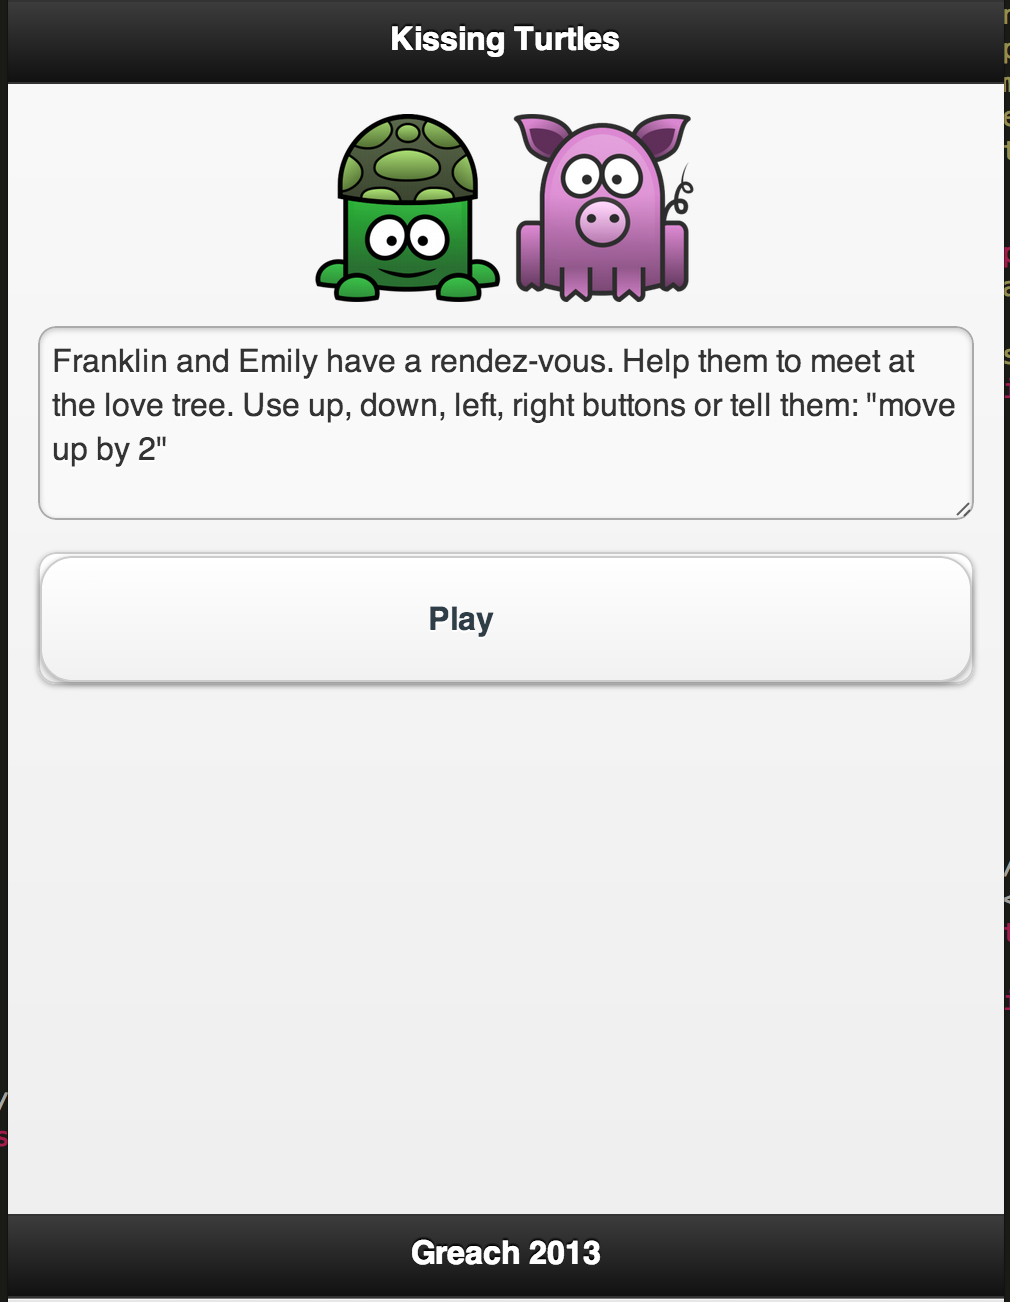 Kissing Turtles
Franklin and Emily have a rendez-vous. Help them to meet at
the love tree. Use up, down, left, right buttons or tell them: "move
up by 2"
Play
Greach 2013